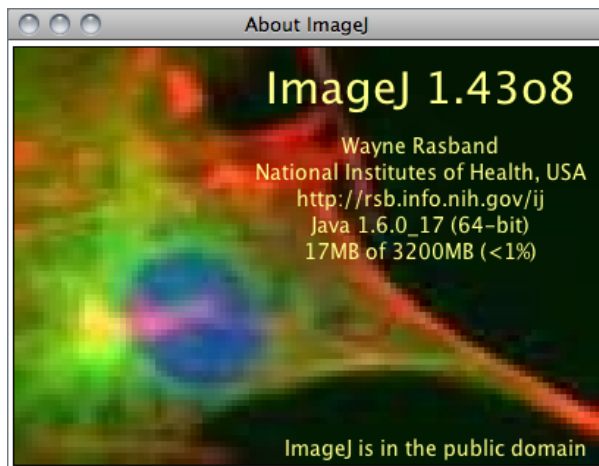 About ImageJ
ImageJ 1.43o8
Wayne Rasband
National Institutes of Health, USA
http://rsb.info.nih.gov/ij
Java 1.6.0_17 (64-bit)
17MB of 3200MB (<1%)
ImageJ is in the public domain